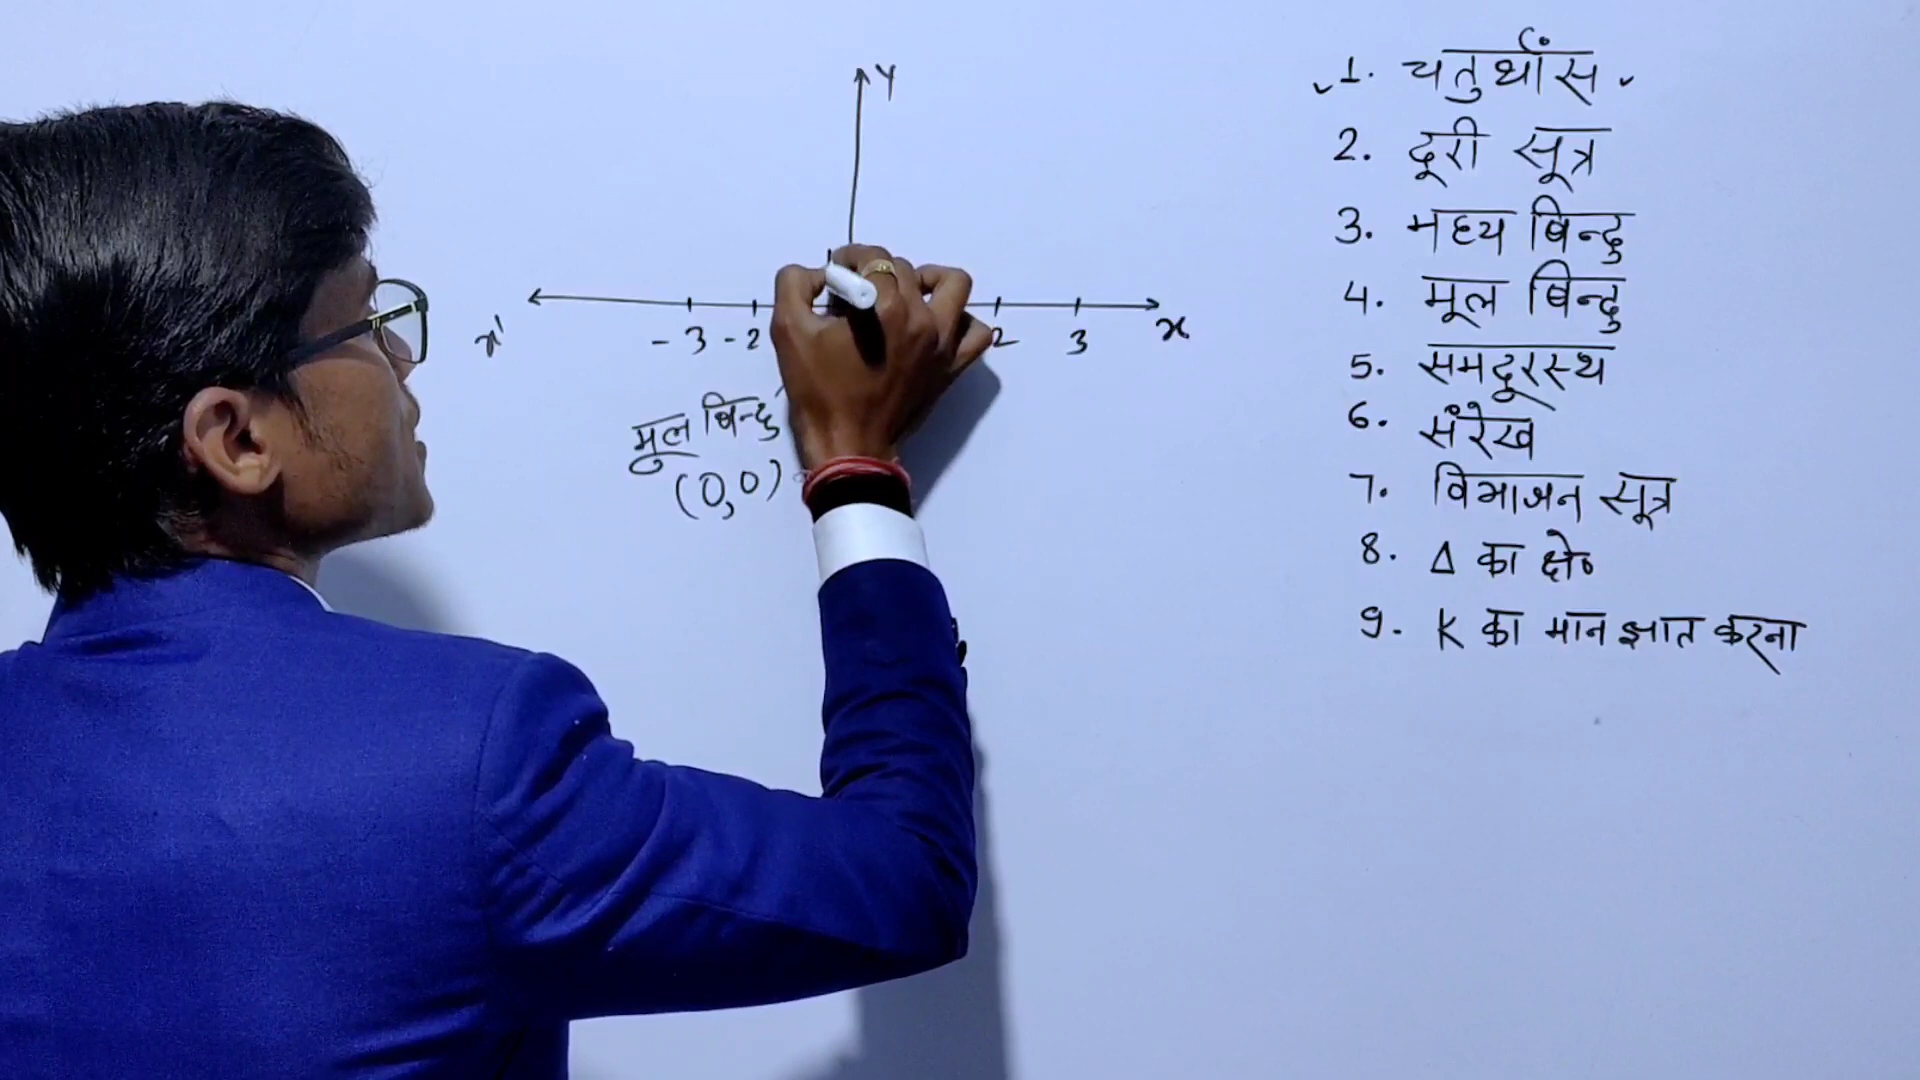 Y
x'
-3 -2 2 3 x
मूल बिन्दु
(0,0)
1. चतुर्थांस
2. दूरी सूत्र
3. मध्य बिन्दु
4. मूल बिन्दु
5. समदूरस्थ
6. संरेख
7. विभाजन सूत्र
8. Δ का क्षे०
9. K का मान ज्ञात करना